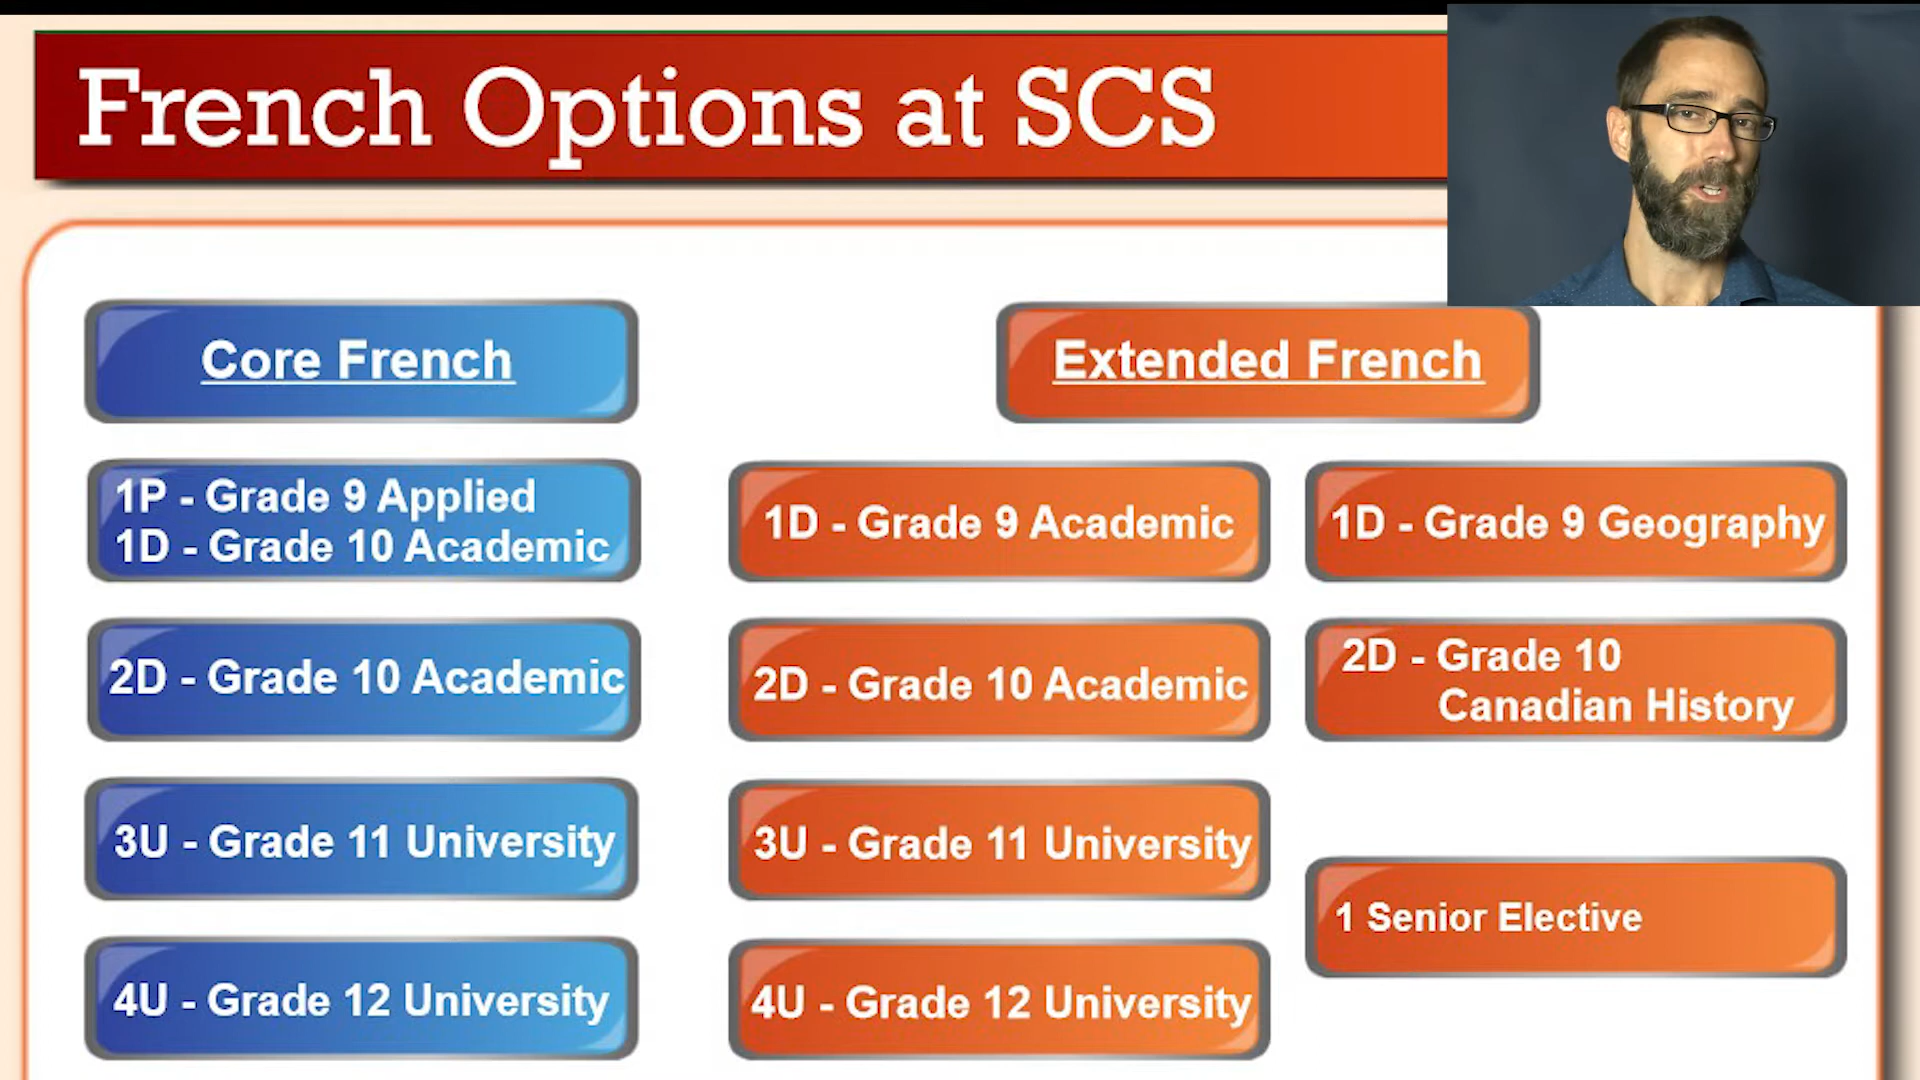 French Options at SCS
Core French
Extended French
1P - Grade 9 Applied
1D - Grade 10 Academic
1D - Grade 9 Academic
1D - Grade 9 Geography
2D - Grade 10 Academic
2D - Grade 10 Academic
2D - Grade 10
Canadian History
3U - Grade 11 University
3U - Grade 11 University
1 Senior Elective
4U - Grade 12 University
4U - Grade 12 University